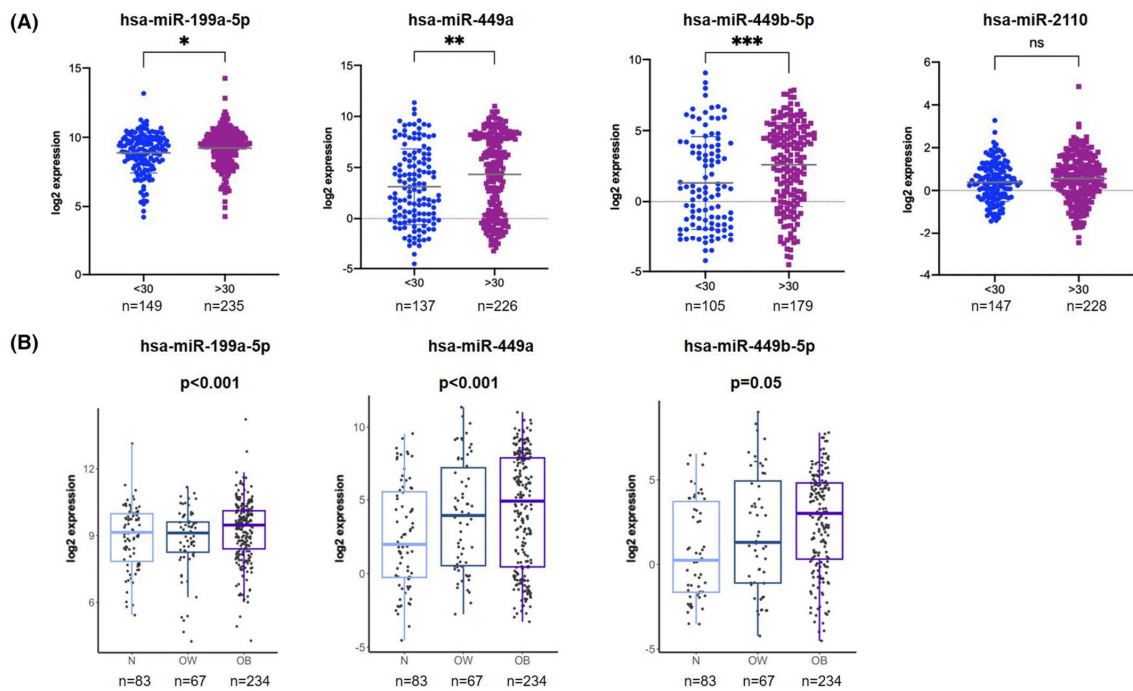 (A)
hsa-miR-199a-5p
*
log2 expression
15
10
5
0
<30
>30
n=149
n=235
hsa-miR-449a
**
log2 expression
15
10
5
0
-5
<30
>30
n=137
n=226
hsa-miR-449b-5p
***
log2 expression
10
5
0
-5
<30
>30
n=105
n=179
hsa-miR-2110
ns
log2 expression
6
4
2
0
-2
-4
<30
>30
n=147
n=228
(B)
hsa-miR-199a-5p
p<0.001
log2 expression
12
9
6
N
OW
OB
n=83
n=67
n=234
hsa-miR-449a
p<0.001
log2 expression
10
5
0
-5
N
OW
OB
n=83
n=67
n=234
hsa-miR-449b-5p
p=0.05
log2 expression
5
0
-5
N
OW
OB
n=83
n=67
n=234